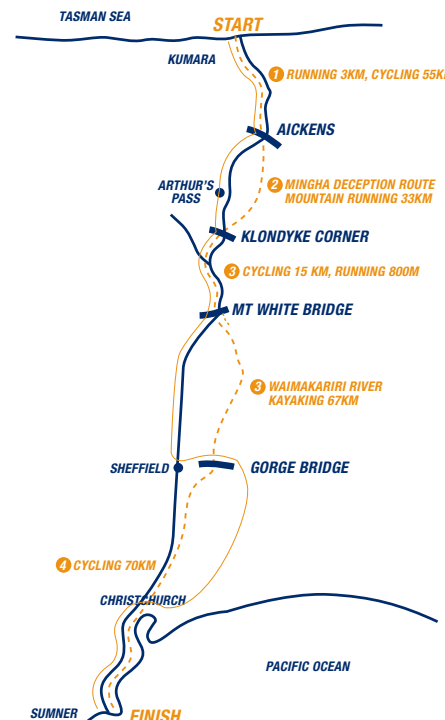 TASMAN SEA
START
KUMARA
1 RUNNING 3KM, CYCLING 55K
AICKENS
ARTHUR'S
PASS
2 MINGHA DECEPTION ROUTE
MOUNTAIN RUNNING 33KM
KLONDYKE CORNER
3 CYCLING 15 KM, RUNNING 800M
MT WHITE BRIDGE
3 WAIMAKARIRI RIVER
KAYAKING 67KM
SHEFFIELD
GORGE BRIDGE
4 CYCLING 70KM
CHRISTCHURCH
PACIFIC OCEAN
SUMNER
FINISH